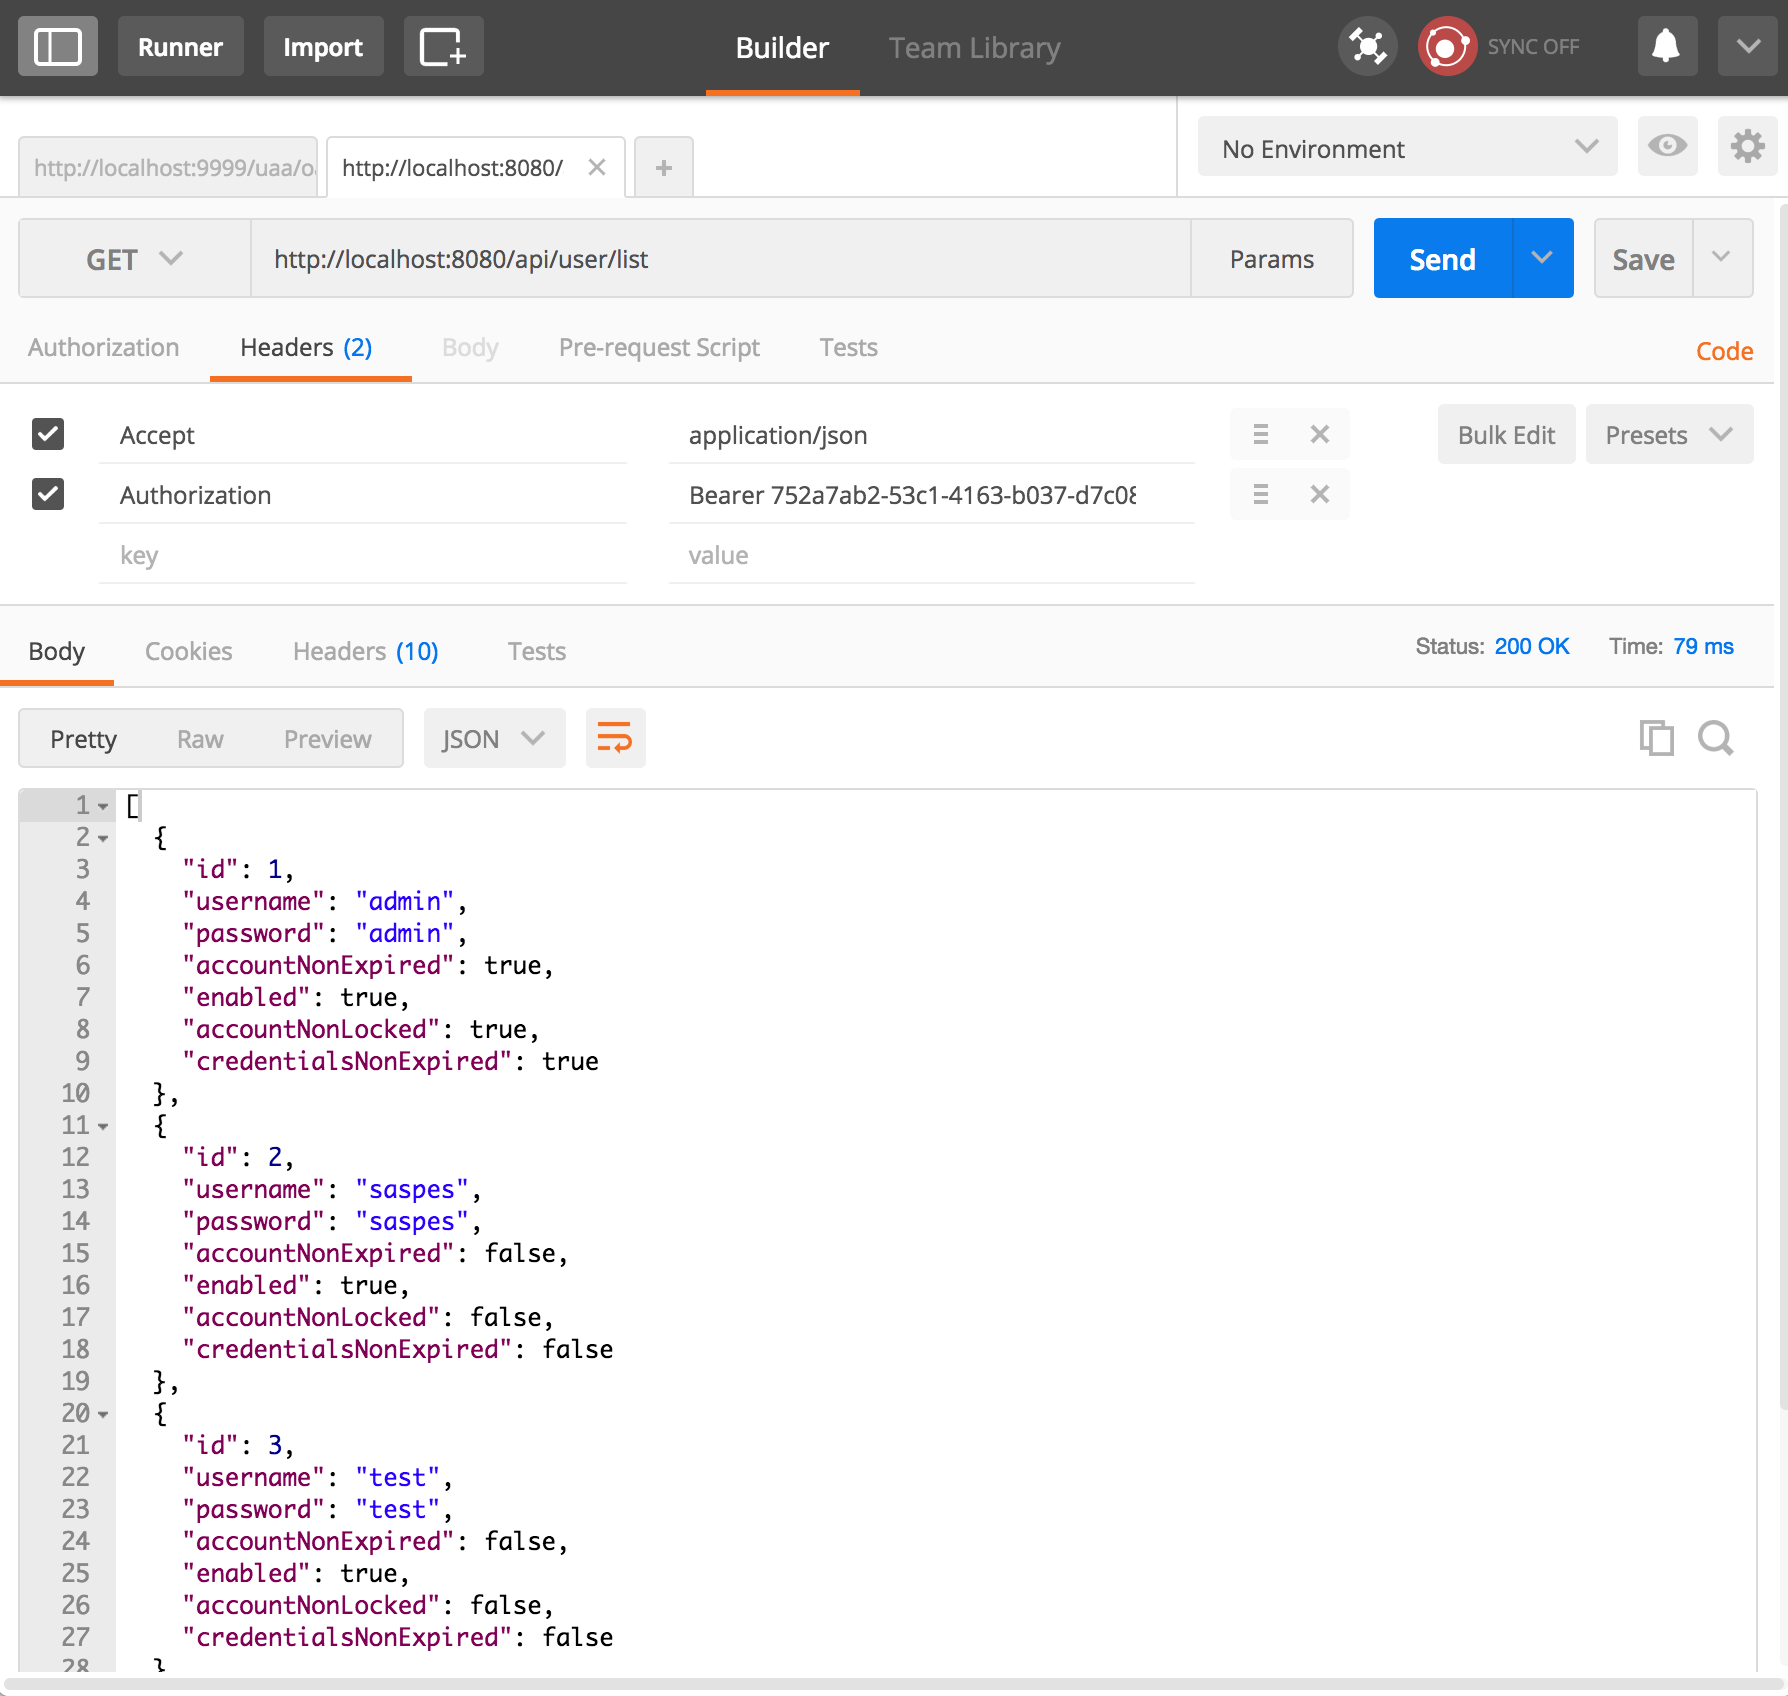 Runner Import Builder Team Library SYNC OFF
http://localhost:9999/uaa/o http://localhost:8080/ No Environment
GET http://localhost:8080/api/user/list Params Send Save
Authorization Headers (2) Body Pre-request Script Tests Code
Accept application/json Bulk Edit Presets
Authorization Bearer 752a7ab2-53c1-4163-b037-d7c08
key value
Body Cookies Headers (10) Tests Status: 200 OK Time: 79 ms
Pretty Raw Preview JSON
1 [
2 {
3 "id": 1,
4 "username": "admin",
5 "password": "admin",
6 "accountNonExpired": true,
7 "enabled": true,
8 "accountNonLocked": true,
9 "credentialsNonExpired": true
10 },
11 {
12 "id": 2,
13 "username": "saspes",
14 "password": "saspes",
15 "accountNonExpired": false,
16 "enabled": true,
17 "accountNonLocked": false,
18 "credentialsNonExpired": false
19 },
20 {
21 "id": 3,
22 "username": "test",
23 "password": "test",
24 "accountNonExpired": false,
25 "enabled": true,
26 "accountNonLocked": false,
27 "credentialsNonExpired": false
28 }